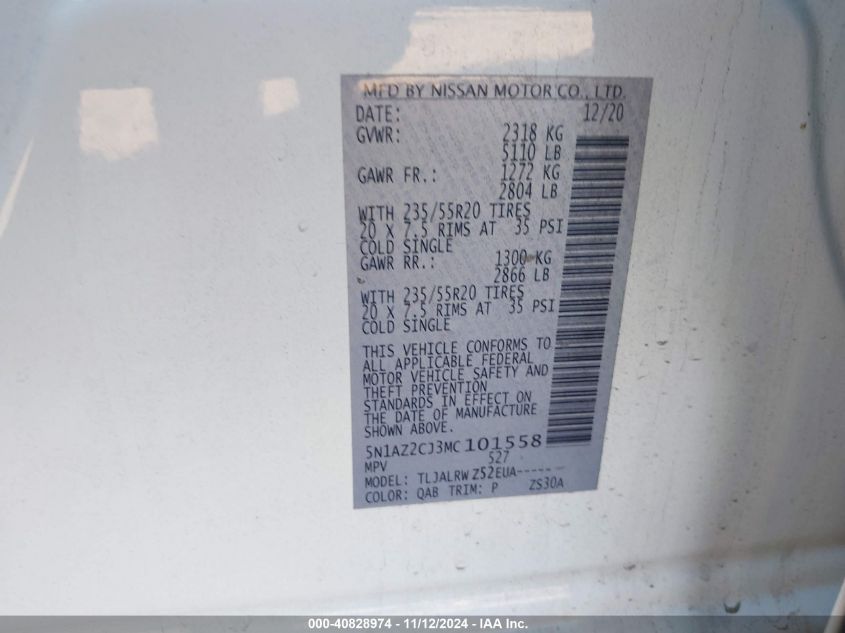 MFD BY NISSAN MOTOR CO., LTD.
DATE: 12/20
GVWR: 2318 KG
5110 LB
GAWR FR.: 1272 KG
2804 LB
WITH 235/55R20 TIRES
20 X 7.5 RIMS AT 35 PSI
COLD SINGLE
GAWR RR.: 1300 KG
2866 LB
WITH 235/55R20 TIRES
20 X 7.5 RIMS AT 35 PSI
COLD SINGLE
THIS VEHICLE CONFORMS TO
ALL APPLICABLE FEDERAL
MOTOR VEHICLE SAFETY AND
THEFT PREVENTION
STANDARDS IN EFFECT ON
THE DATE OF MANUFACTURE
SHOWN ABOVE.
5N1AZ2CJ3MC101558
MPV 527
MODEL: TLJALRWZ52EUA-----
COLOR: QAB TRIM: P ZS30A
000-40828974 - 11/12/2024 - IAA Inc.